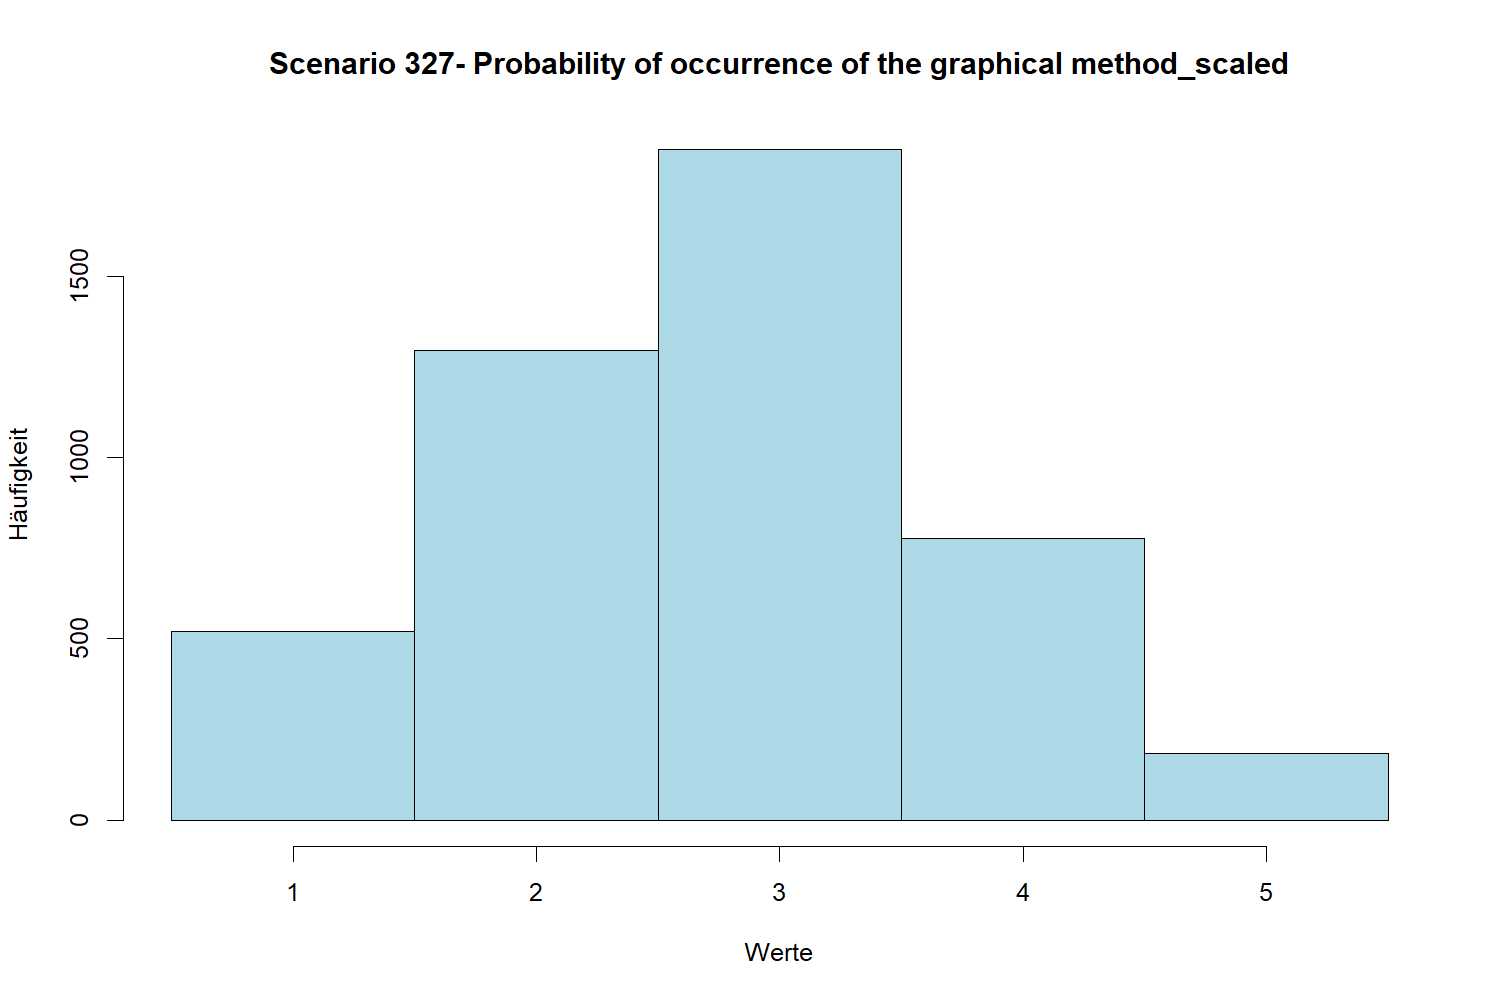 Scenario 327- Probability of occurrence of the graphical method_scaled
Häufigkeit
1500
1000
500
0
1 2 3 4 5
Werte